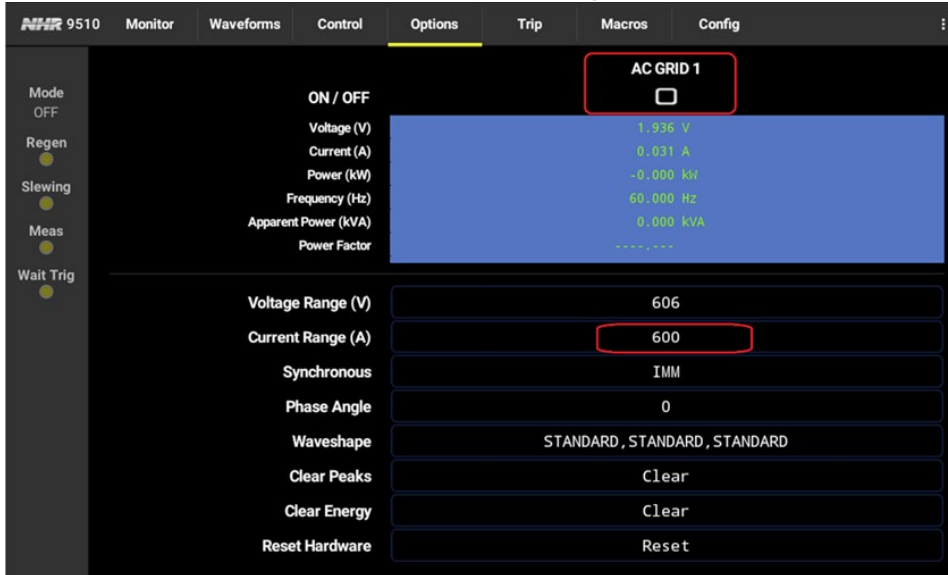 NHR 9510 Monitor Waveforms Control Options Trip Macros Config
AC GRID 1
ON / OFF
Mode
OFF
Regen
Slewing
Meas
Wait Trig
Voltage (V) 1.936 V
Current (A) 0.031 A
Power (kW) -0.000 kW
Frequency (Hz) 60.000 Hz
Apparent Power (kVA) 0.000 kVA
Power Factor ----.---
Voltage Range (V) 606
Current Range (A) 600
Synchronous IMM
Phase Angle 0
Waveshape STANDARD,STANDARD,STANDARD
Clear Peaks Clear
Clear Energy Clear
Reset Hardware Reset